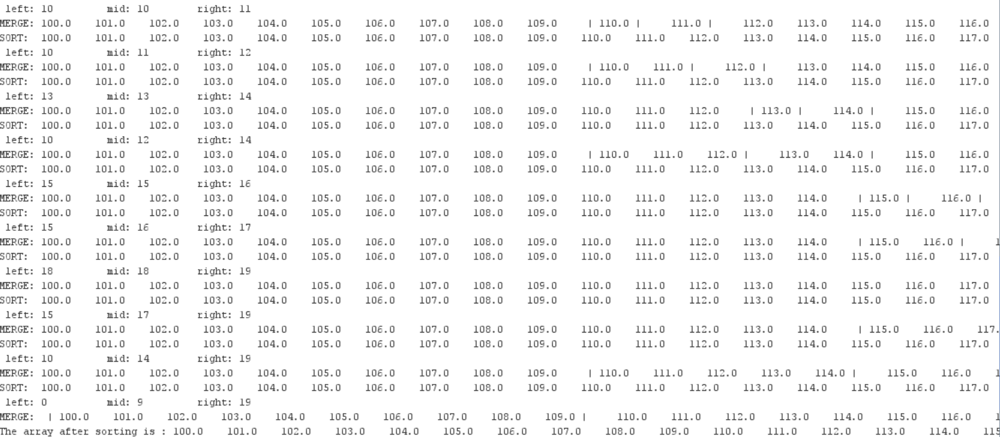 left: 10 mid: 10 right: 11
MERGE: 100.0 101.0 102.0 103.0 104.0 105.0 106.0 107.0 108.0 109.0 | 110.0 | 111.0 | 112.0 113.0 114.0 115.0 116.0
SORT: 100.0 101.0 102.0 103.0 104.0 105.0 106.0 107.0 108.0 109.0 110.0 111.0 112.0 113.0 114.0 115.0 116.0 117.0
left: 10 mid: 11 right: 12
MERGE: 100.0 101.0 102.0 103.0 104.0 105.0 106.0 107.0 108.0 109.0 | 110.0 111.0 | 112.0 | 113.0 114.0 115.0 116.0
SORT: 100.0 101.0 102.0 103.0 104.0 105.0 106.0 107.0 108.0 109.0 110.0 111.0 112.0 113.0 114.0 115.0 116.0 117.0
left: 13 mid: 13 right: 14
MERGE: 100.0 101.0 102.0 103.0 104.0 105.0 106.0 107.0 108.0 109.0 110.0 111.0 112.0 | 113.0 | 114.0 | 115.0 116.0
SORT: 100.0 101.0 102.0 103.0 104.0 105.0 106.0 107.0 108.0 109.0 110.0 111.0 112.0 113.0 114.0 115.0 116.0 117.0
left: 10 mid: 12 right: 14
MERGE: 100.0 101.0 102.0 103.0 104.0 105.0 106.0 107.0 108.0 109.0 | 110.0 111.0 112.0 | 113.0 114.0 | 115.0 116.0
SORT: 100.0 101.0 102.0 103.0 104.0 105.0 106.0 107.0 108.0 109.0 110.0 111.0 112.0 113.0 114.0 115.0 116.0 117.0
left: 15 mid: 15 right: 16
MERGE: 100.0 101.0 102.0 103.0 104.0 105.0 106.0 107.0 108.0 109.0 110.0 111.0 112.0 113.0 114.0 | 115.0 | 116.0 |
SORT: 100.0 101.0 102.0 103.0 104.0 105.0 106.0 107.0 108.0 109.0 110.0 111.0 112.0 113.0 114.0 115.0 116.0 117.0
left: 15 mid: 16 right: 17
MERGE: 100.0 101.0 102.0 103.0 104.0 105.0 106.0 107.0 108.0 109.0 110.0 111.0 112.0 113.0 114.0 | 115.0 116.0 | 1
SORT: 100.0 101.0 102.0 103.0 104.0 105.0 106.0 107.0 108.0 109.0 110.0 111.0 112.0 113.0 114.0 115.0 116.0 117.0
left: 18 mid: 18 right: 19
MERGE: 100.0 101.0 102.0 103.0 104.0 105.0 106.0 107.0 108.0 109.0 110.0 111.0 112.0 113.0 114.0 115.0 116.0 117.0
SORT: 100.0 101.0 102.0 103.0 104.0 105.0 106.0 107.0 108.0 109.0 110.0 111.0 112.0 113.0 114.0 115.0 116.0 117.0
left: 15 mid: 17 right: 19
MERGE: 100.0 101.0 102.0 103.0 104.0 105.0 106.0 107.0 108.0 109.0 110.0 111.0 112.0 113.0 114.0 | 115.0 116.0 117.
SORT: 100.0 101.0 102.0 103.0 104.0 105.0 106.0 107.0 108.0 109.0 110.0 111.0 112.0 113.0 114.0 115.0 116.0 117.0
left: 10 mid: 14 right: 19
MERGE: 100.0 101.0 102.0 103.0 104.0 105.0 106.0 107.0 108.0 109.0 | 110.0 111.0 112.0 113.0 114.0 | 115.0 116.0 1
SORT: 100.0 101.0 102.0 103.0 104.0 105.0 106.0 107.0 108.0 109.0 110.0 111.0 112.0 113.0 114.0 115.0 116.0 117.0
left: 0 mid: 9 right: 19
MERGE: | 100.0 101.0 102.0 103.0 104.0 105.0 106.0 107.0 108.0 109.0 | 110.0 111.0 112.0 113.0 114.0 115.0 116.0 1
The array after sorting is : 100.0 101.0 102.0 103.0 104.0 105.0 106.0 107.0 108.0 109.0 110.0 111.0 112.0 113.0 114.0 115